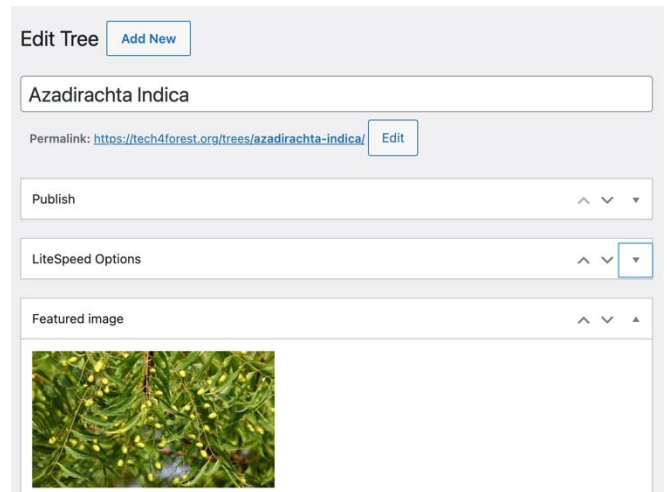 Edit Tree Add New
Azadirachta Indica
Permalink: https://tech4forest.org/trees/azadirachta-indica/ Edit
Publish
LiteSpeed Options
Featured image